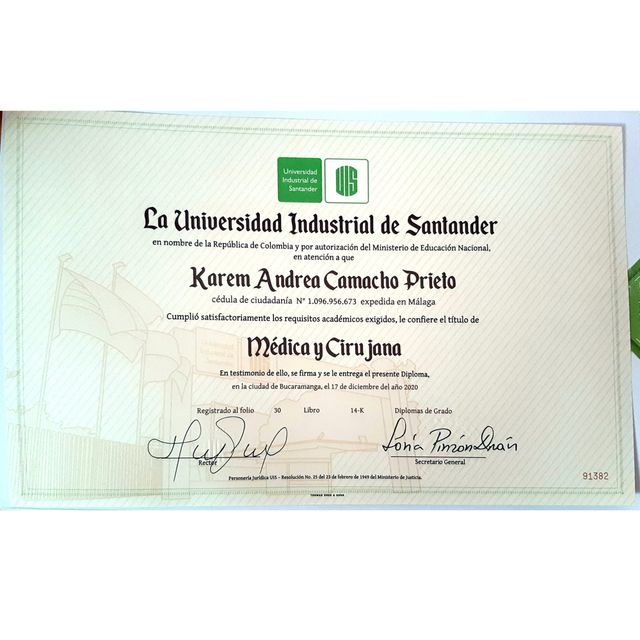 Universidad
Industrial de
Santander
UIS
La Universidad Industrial de Santander
en nombre de la República de Colombia y por autorización del Ministerio de Educación Nacional,
en atención a que
Karem Andrea Camacho Prieto
cédula de ciudadanía N° 1.096.956.673 expedida en Málaga
Cumplió satisfactoriamente los requisitos académicos exigidos, le confiere el título de
Médica y Cirujana
En testimonio de ello, se firma y se le entrega el presente Diploma,
en la ciudad de Bucaramanga, el 17 de diciembre del año 2020
Registrado al folio 30 Libro 14-K Diplomas de Grado
Rector
Secretario General
Personería Jurídica UIS - Resolución No. 25 del 23 de febrero de 1949 del Ministerio de Justicia.
91382
THOMAS GREG & SONS